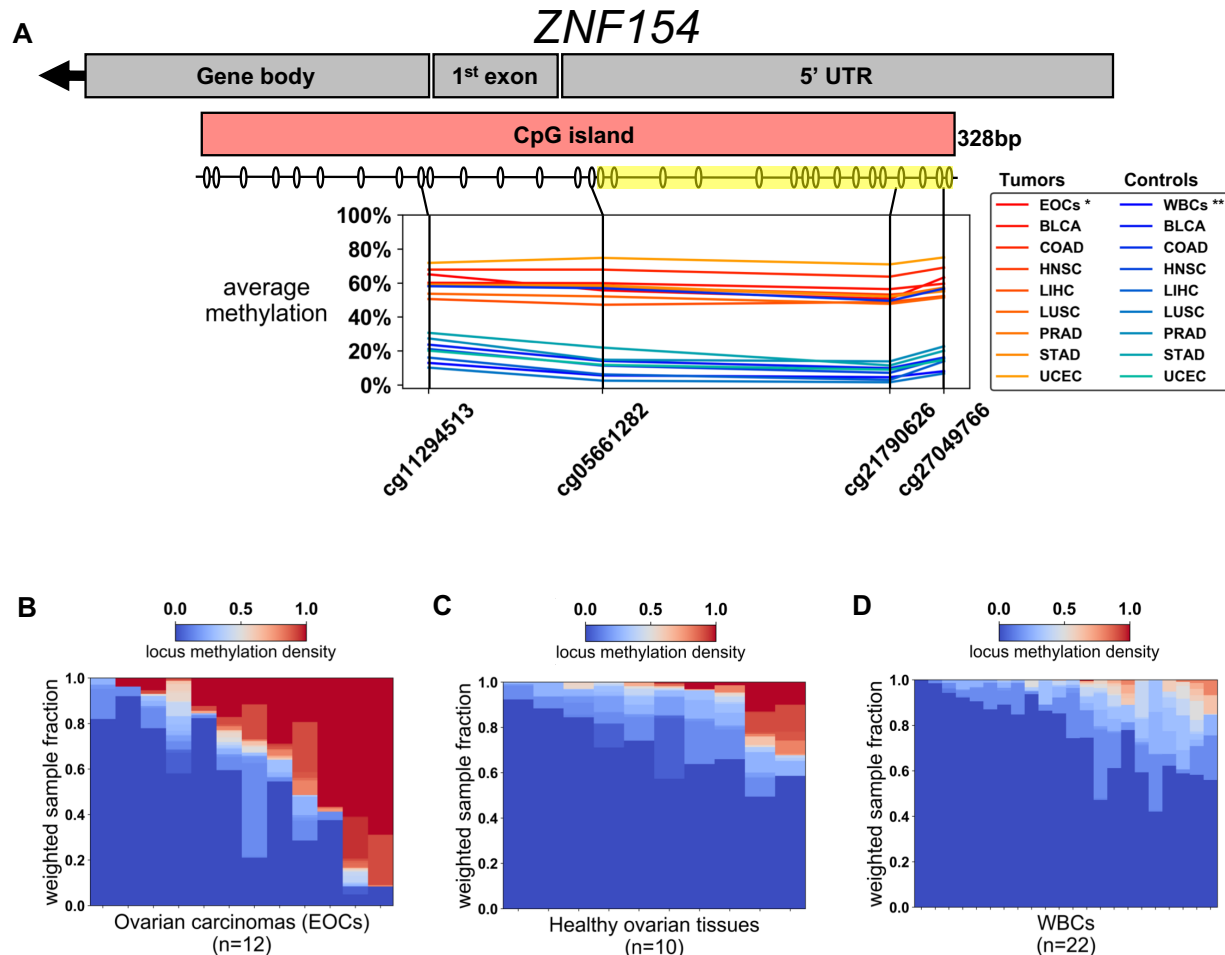 A
ZNF154
Gene body
1st exon
5’ UTR
CpG island
328bp
Tumors Controls
EOCs * WBCs **
BLCA BLCA
COAD COAD
HNSC HNSC
LIHC LIHC
LUSC LUSC
PRAD PRAD
STAD STAD
UCEC UCEC
100%
80%
60%
40%
20%
0%
average
methylation
cg11294513
cg05661282
cg21790626
cg27049766
B
0.0 0.5 1.0
locus methylation density
weighted sample fraction
1.0
0.8
0.6
0.4
0.2
0.0
Ovarian carcinomas (EOCs)
(n=12)
C
0.0 0.5 1.0
locus methylation density
weighted sample fraction
1.0
0.8
0.6
0.4
0.2
0.0
Healthy ovarian tissues
(n=10)
D
0.0 0.5 1.0
locus methylation density
weighted sample fraction
1.0
0.8
0.6
0.4
0.2
0.0
WBCs
(n=22)